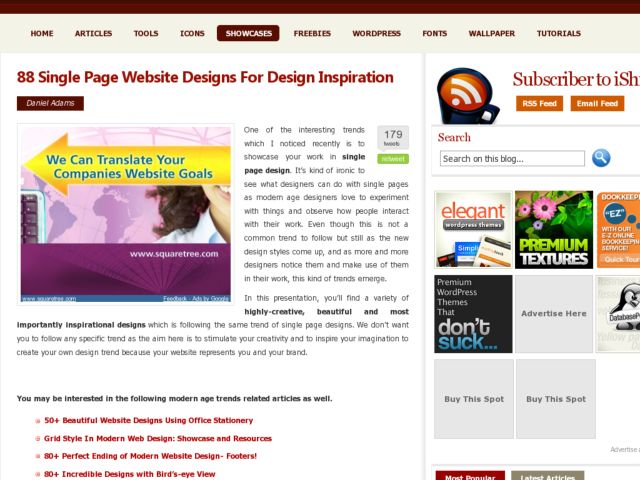 HOME ARTICLES TOOLS ICONS SHOWCASES FREEBIES WORDPRESS FONTS WALLPAPER TUTORIALS
88 Single Page Website Designs For Design Inspiration
Daniel Adams
We Can Translate Your
Companies Website Goals
www.squaretree.com
www.squaretree.com Feedback - Ads by Google
179
tweets
retweet
One of the interesting trends
which I noticed recently is to
showcase your work in single
page design. It's kind of ironic to
see what designers can do with single pages
as modern age designers love to experiment
with things and observe how people interact
with their work. Even though this is not a
common trend to follow but still as the new
design styles come up, and as more and more
designers notice them and make use of them
in their work, this kind of trends emerge.
In this presentation, you'll find a variety of
highly-creative, beautiful and most
importantly inspirational designs which is following the same trend of single page designs. We don't want
you to follow any specific trend as the aim here is to stimulate your creativity and to inspire your imagination to
create your own design trend because your website represents you and your brand.
You may be interested in the following modern age trends related articles as well.
50+ Beautiful Website Designs Using Office Stationery
Grid Style In Modern Web Design: Showcase and Resources
80+ Perfect Ending of Modern Website Design- Footers!
80+ Incredible Designs with Bird's-eye View
Subscriber to iSh
RSS Feed Email Feed
Search
Search on this blog...
elegant
wordpress themes
Simpl
PREMIUM
TEXTURES
BOOKKEEP
"EZ"
WITH OUR
E-Z ONLINE
BOOKKEEPIN
SERVICE!
Quick Tour
Premium
WordPress
Themes
That
don't
suck...
Advertise Here
DatabaseP
Buy This Spot
Buy This Spot
Advertise a
Most Popular Latest Articles